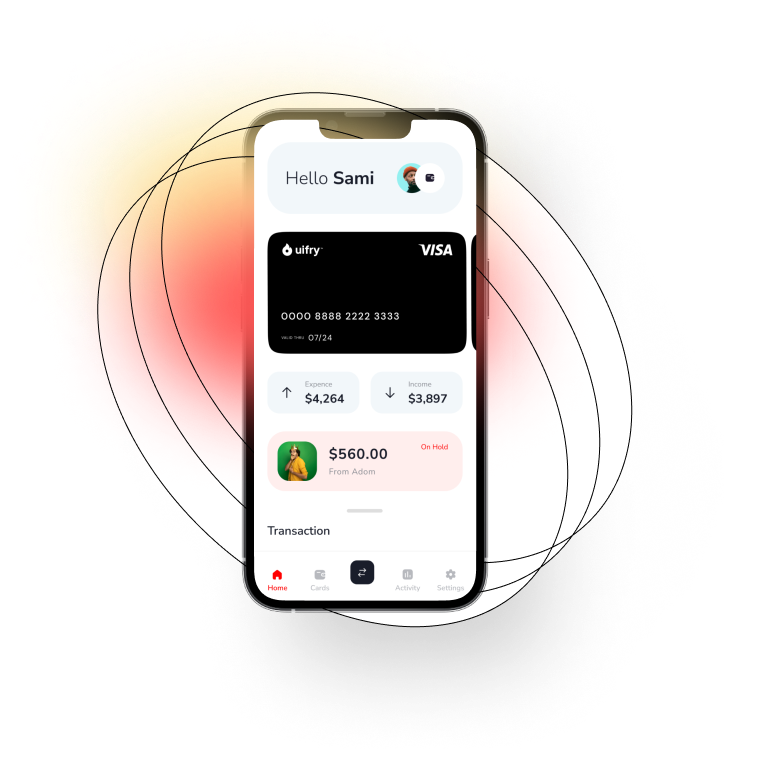 Hello Sami
uifry™
VISA
0000 8888 2222 3333
VALID THRU 07/24
Expence
$4,264
Income
$3,897
$560.00
On Hold
From Adom
Transaction
Home
Cards
Activity
Settings